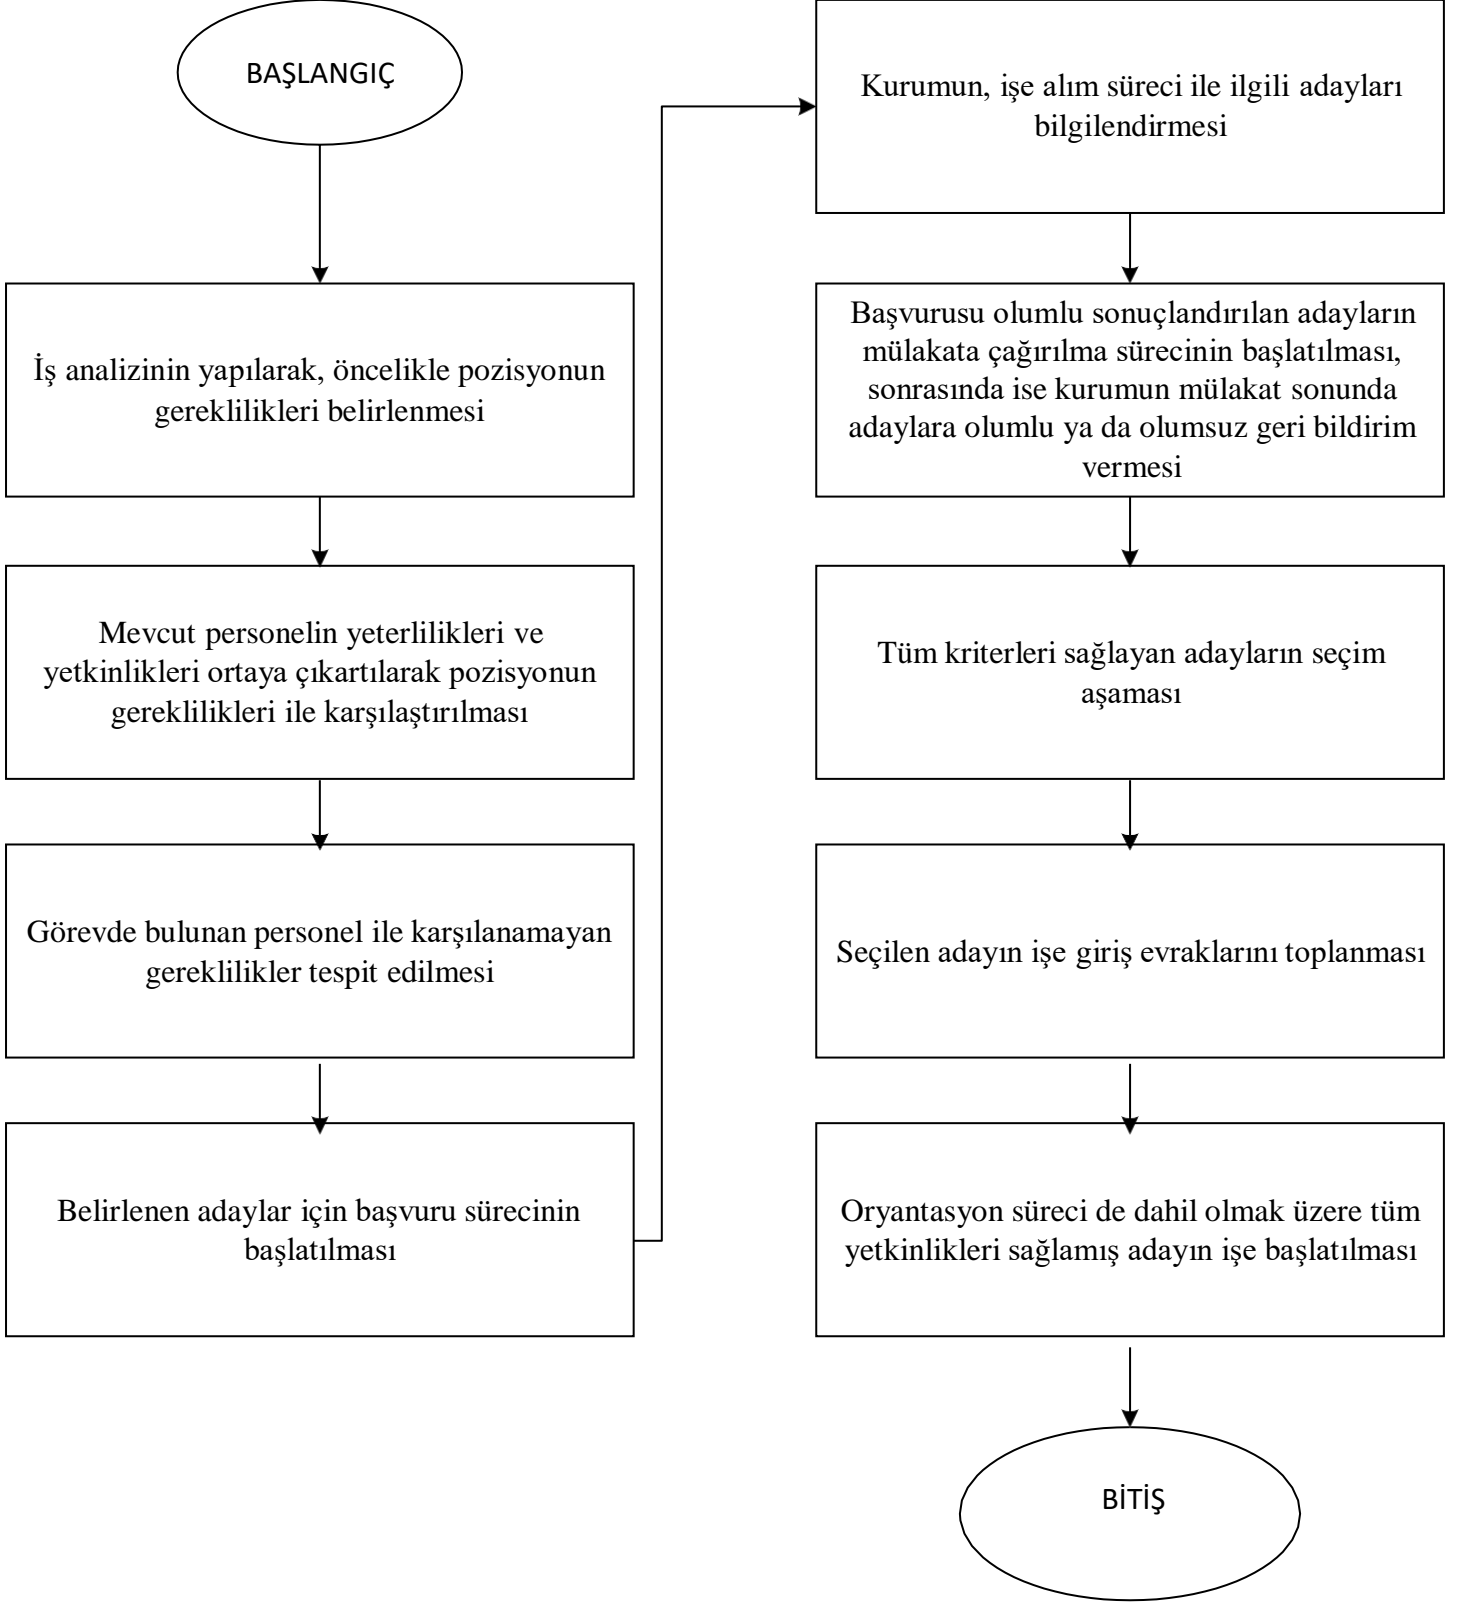 BAŞLANGIÇ
İş analizinin yapılarak, öncelikle pozisyonun
gereklilikleri belirlenmesi
Mevcut personelin yeterlilikleri ve
yetkinlikleri ortaya çıkartılarak pozisyonun
gereklilikleri ile karşılaştırılması
Görevde bulunan personel ile karşılanamayan
gereklilikler tespit edilmesi
Belirlenen adaylar için başvuru sürecinin
başlatılması
Kurumun, işe alım süreci ile ilgili adayları
bilgilendirmesi
Başvurusu olumlu sonuçlandırılan adayların
mülakata çağırılma sürecinin başlatılması,
sonrasında ise kurumun mülakat sonunda
adaylara olumlu ya da olumsuz geri bildirim
vermesi
Tüm kriterleri sağlayan adayların seçim
aşaması
Seçilen adayın işe giriş evraklarını toplanması
Oryantasyon süreci de dahil olmak üzere tüm
yetkinlikleri sağlamış adayın işe başlatılması
BİTİŞ